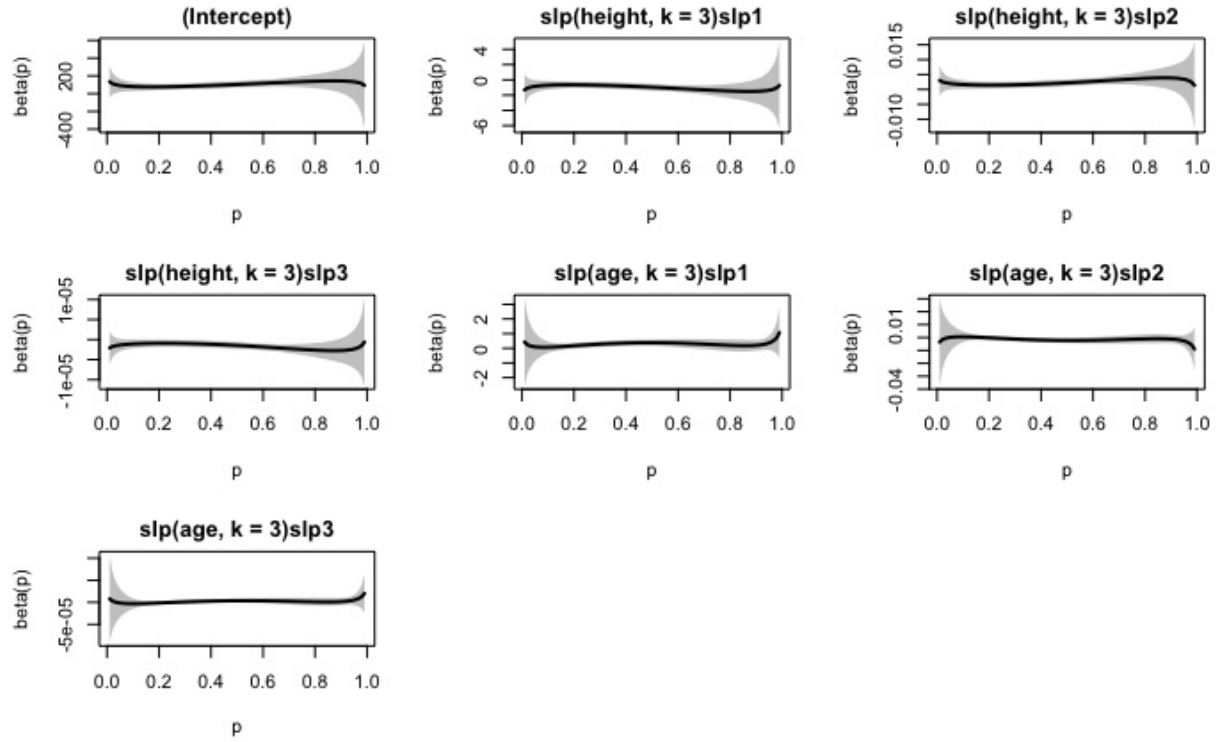 (Intercept)
beta(p)
200
-400
0.0 0.2 0.4 0.6 0.8 1.0
p
slp(height, k = 3)slp1
beta(p)
4
0
-6
0.0 0.2 0.4 0.6 0.8 1.0
p
slp(height, k = 3)slp2
beta(p)
0.015
-0.010
0.0 0.2 0.4 0.6 0.8 1.0
p
slp(height, k = 3)slp3
beta(p)
1e-05
-1e-05
0.0 0.2 0.4 0.6 0.8 1.0
p
slp(age, k = 3)slp1
beta(p)
2
0
-2
0.0 0.2 0.4 0.6 0.8 1.0
p
slp(age, k = 3)slp2
beta(p)
0.01
-0.04
0.0 0.2 0.4 0.6 0.8 1.0
p
slp(age, k = 3)slp3
beta(p)
-5e-05
0.0 0.2 0.4 0.6 0.8 1.0
p